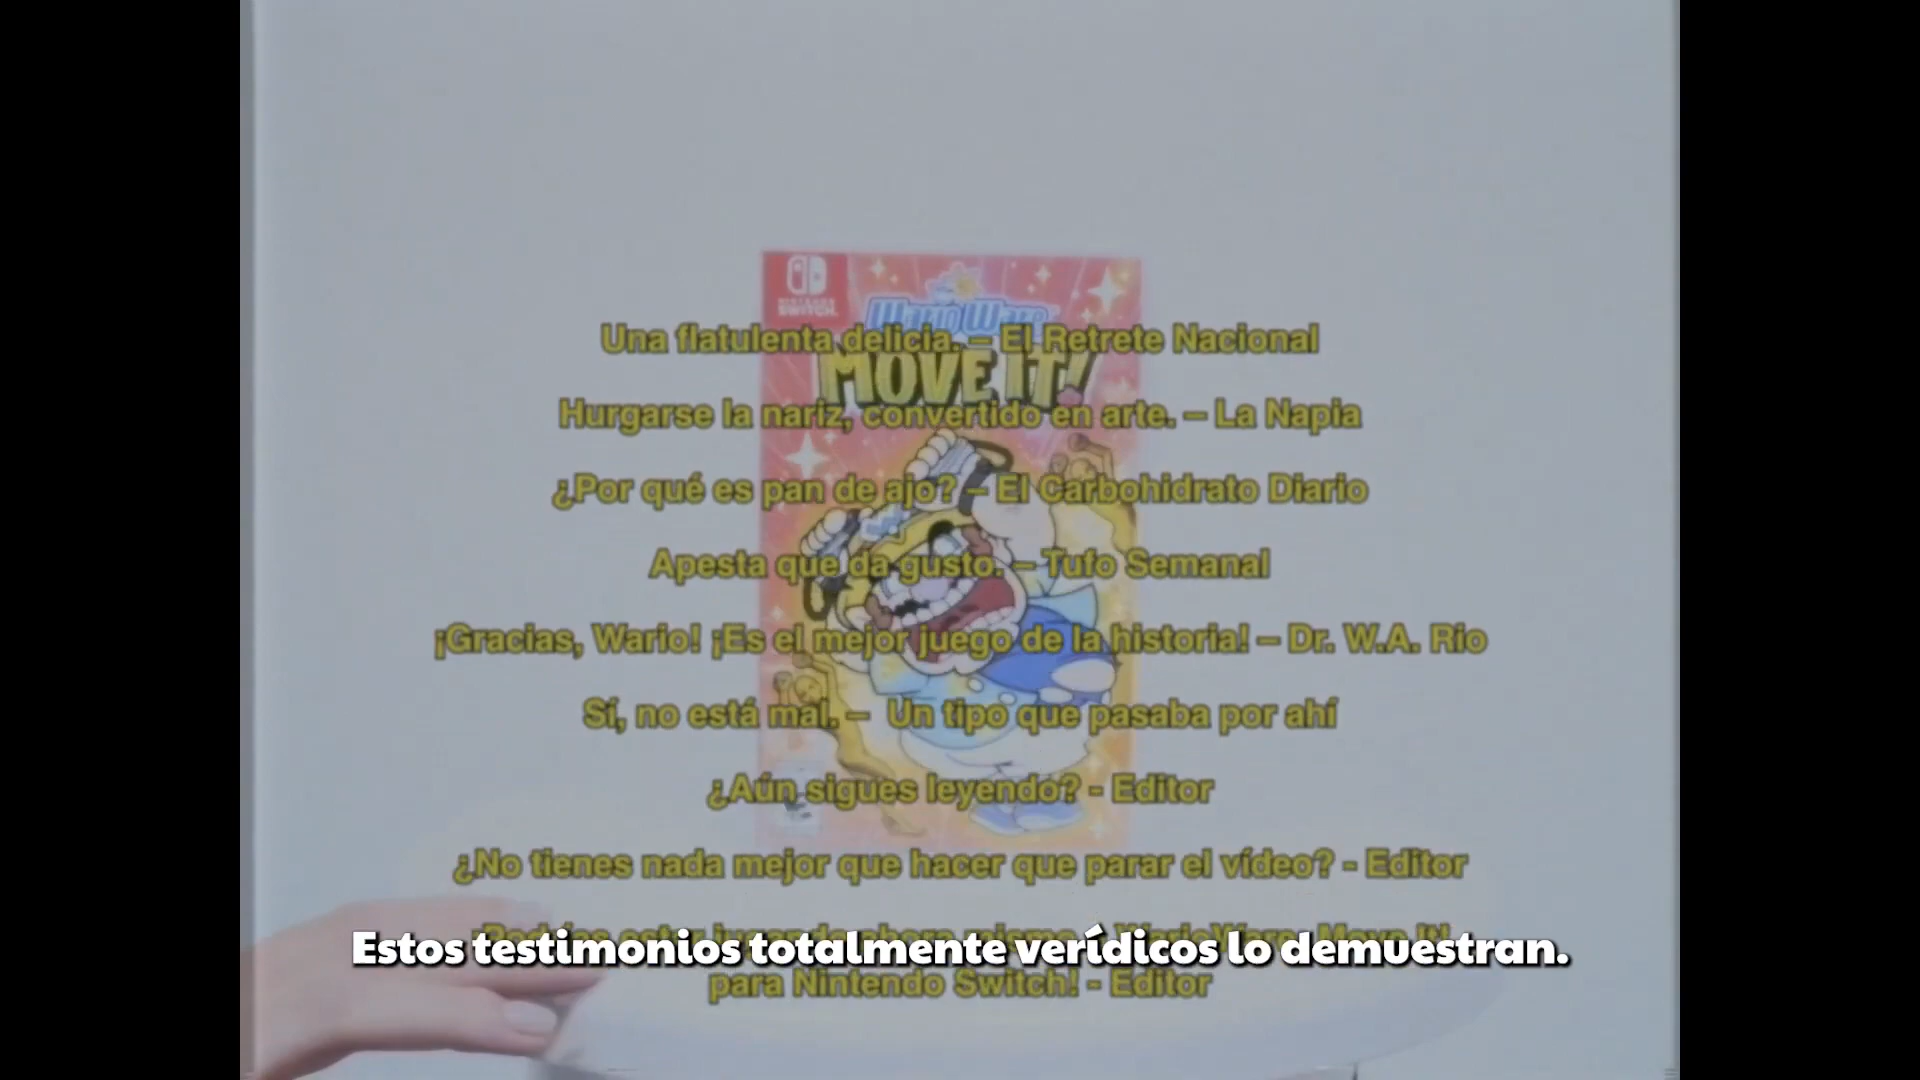 NINTENDO
SWITCH
WarioWare
MOVE IT!
Una flatulenta delicia. – El Retrete Nacional
Hurgarse la nariz, convertido en arte. – La Napia
¿Por qué es pan de ajo? – El Carbohidrato Diario
Apesta que da gusto. – Tufo Semanal
¡Gracias, Wario! ¡Es el mejor juego de la historia! – Dr. W.A. Río
Sí, no está mal. – Un tipo que pasaba por ahí
¿Aún sigues leyendo? - Editor
¿No tienes nada mejor que hacer que parar el vídeo? - Editor
Estos testimonios totalmente verídicos lo demuestran.
para Nintendo Switch! - Editor